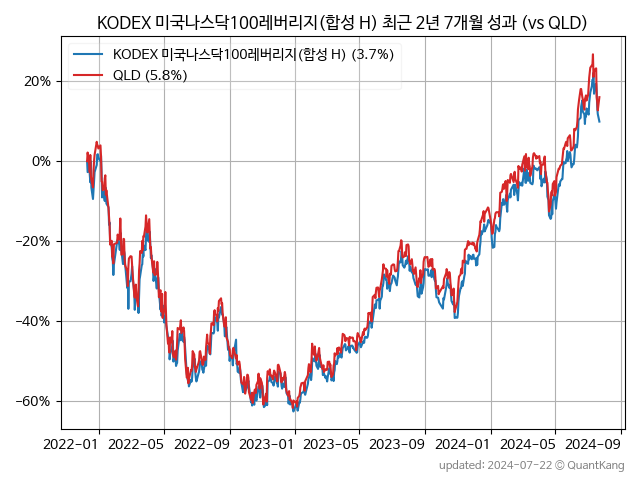 KODEX 미국나스닥100레버리지(합성 H) 최근 2년 7개월 성과 (vs QLD)
KODEX 미국나스닥100레버리지(합성 H) (3.7%)
QLD (5.8%)
20%
0%
−20%
−40%
−60%
2022-01 2022-05 2022-09 2023-01 2023-05 2023-09 2024-01 2024-05 2024-09
updated: 2024-07-22 © QuantKang